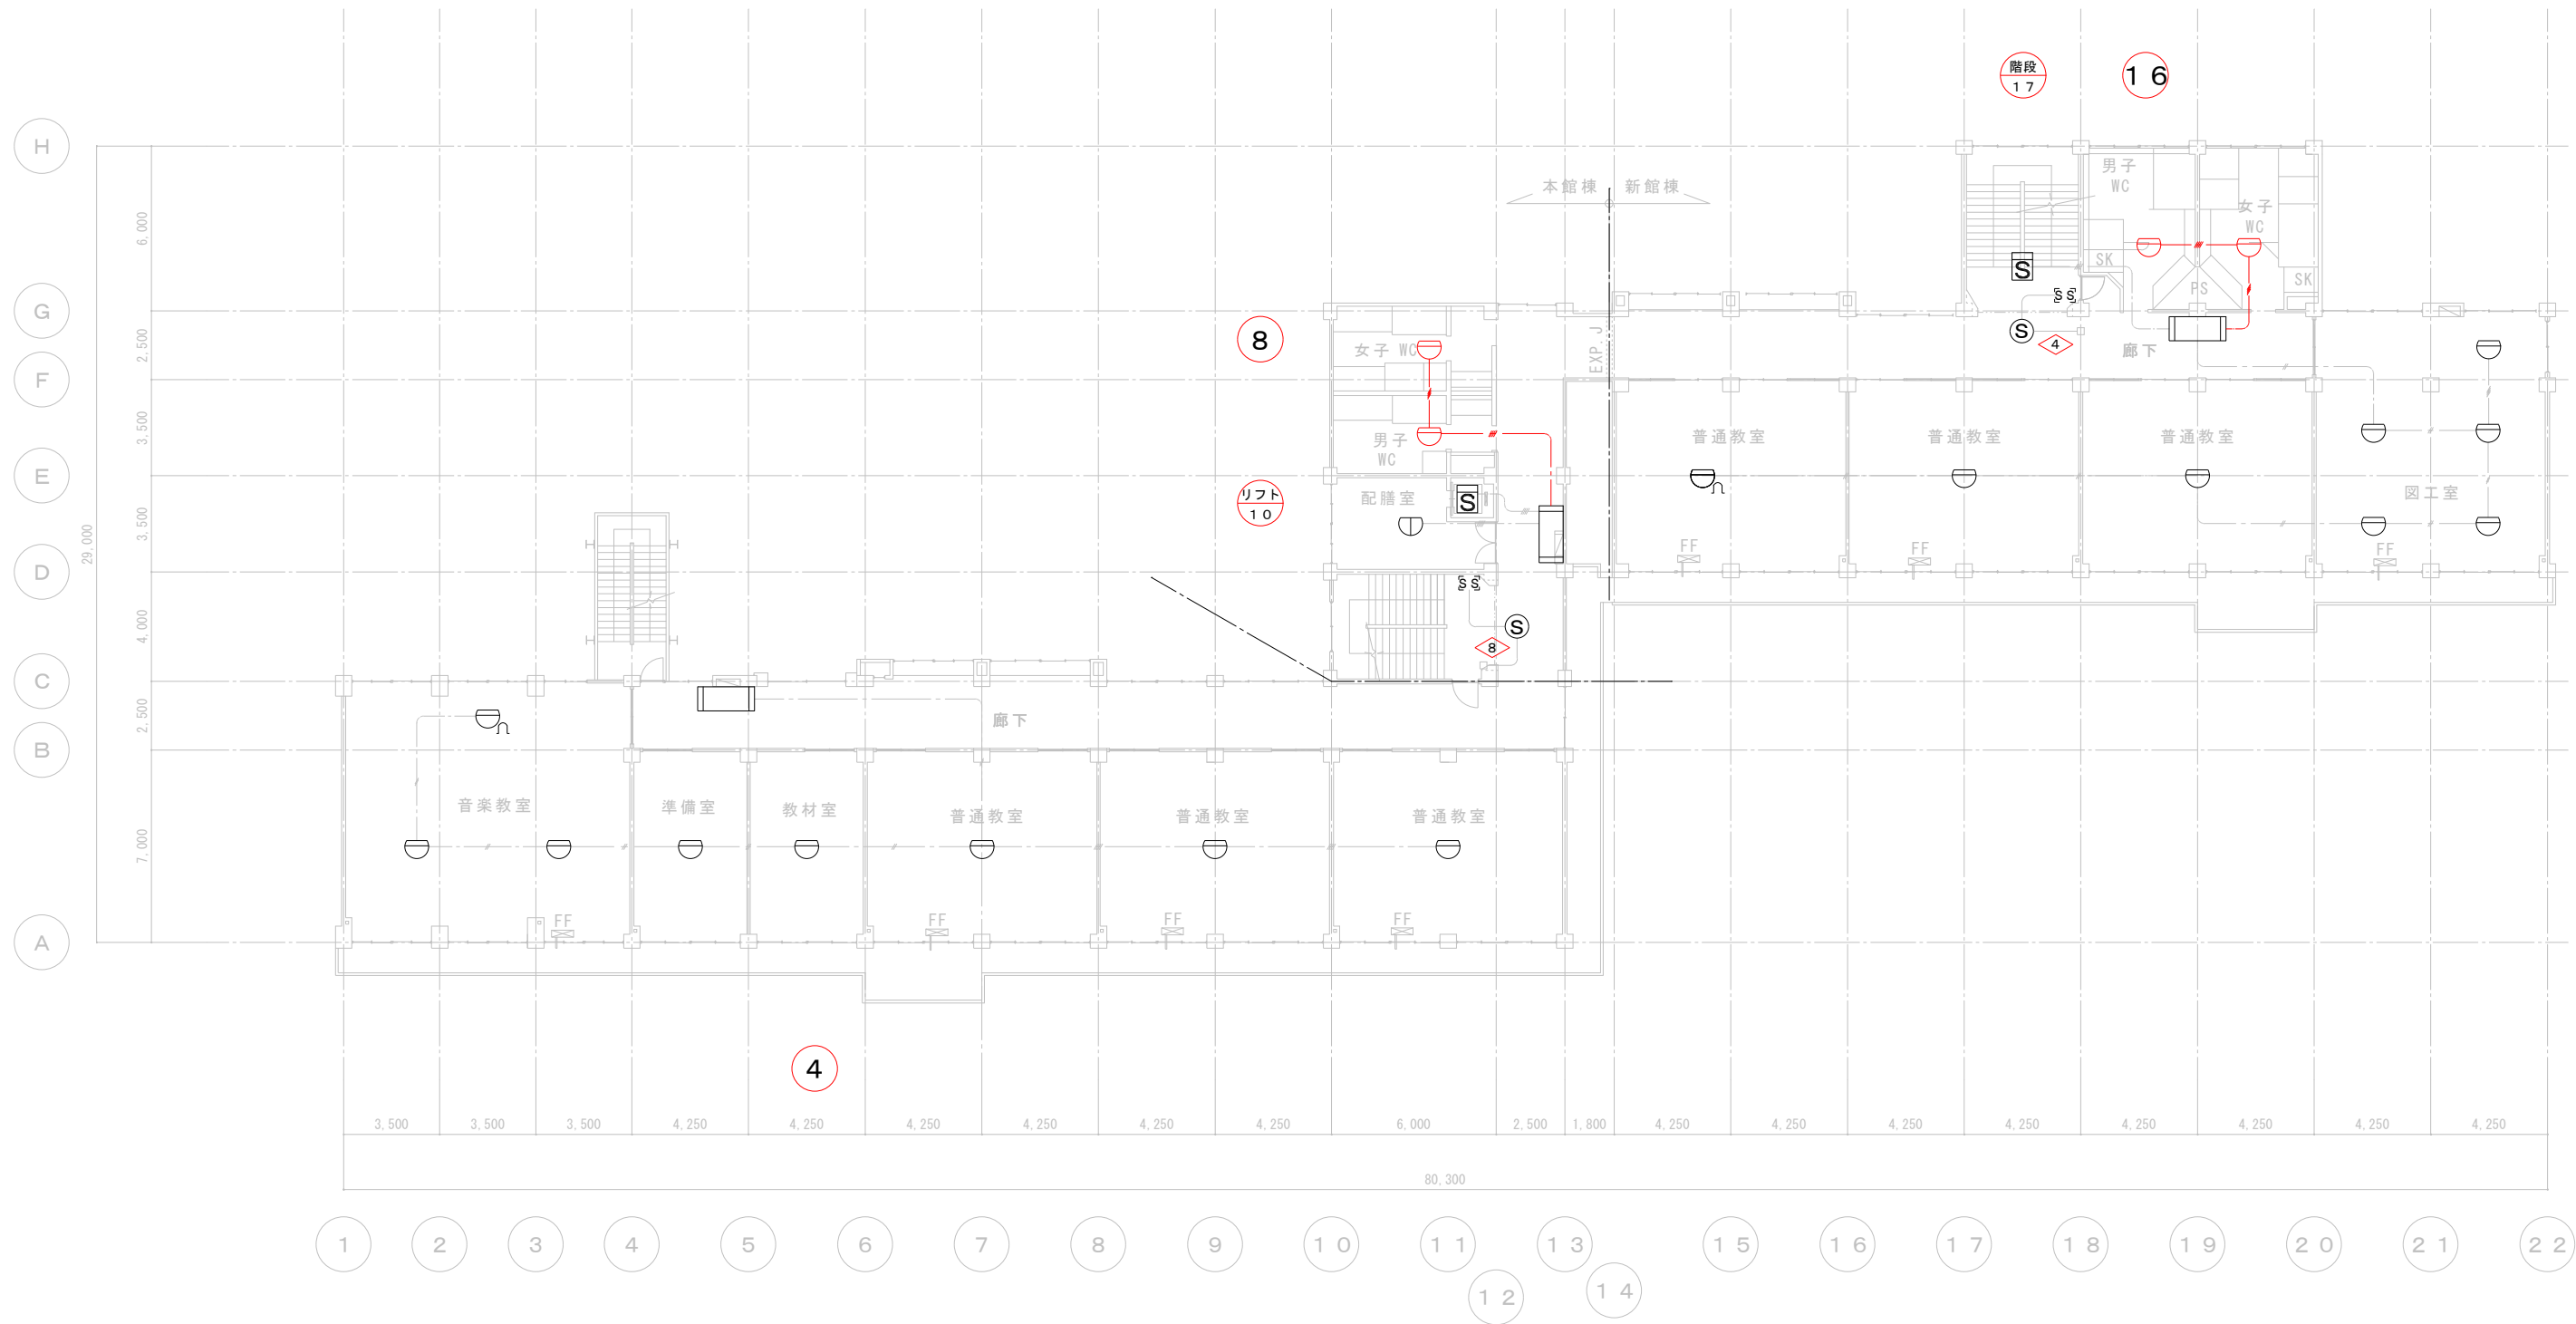 階段
17
16
H
男子
WC
本館棟
新館棟
女子
WC
6,000
SK
S
SK
PS
S S
G
S
8
4
廊下
女子 WC
EXP.J
2,500
F
3,500
普通教室
普通教室
普通教室
男子
WC
E
リフト
10
配膳室
S
図工室
3,500
29,000
FF
FF
FF
D
S S
4,000
S
8
C
2,500
廊下
B
音楽教室
準備室
教材室
普通教室
普通教室
普通教室
7,000
FF
FF
FF
FF
A
4
3,500
3,500
3,500
4,250
4,250
4,250
4,250
4,250
4,250
6,000
2,500
1,800
4,250
4,250
4,250
4,250
4,250
4,250
4,250
4,250
80,300
1
2
3
4
5
6
7
8
9
10
11
13
15
16
17
18
19
20
21
22
12
14